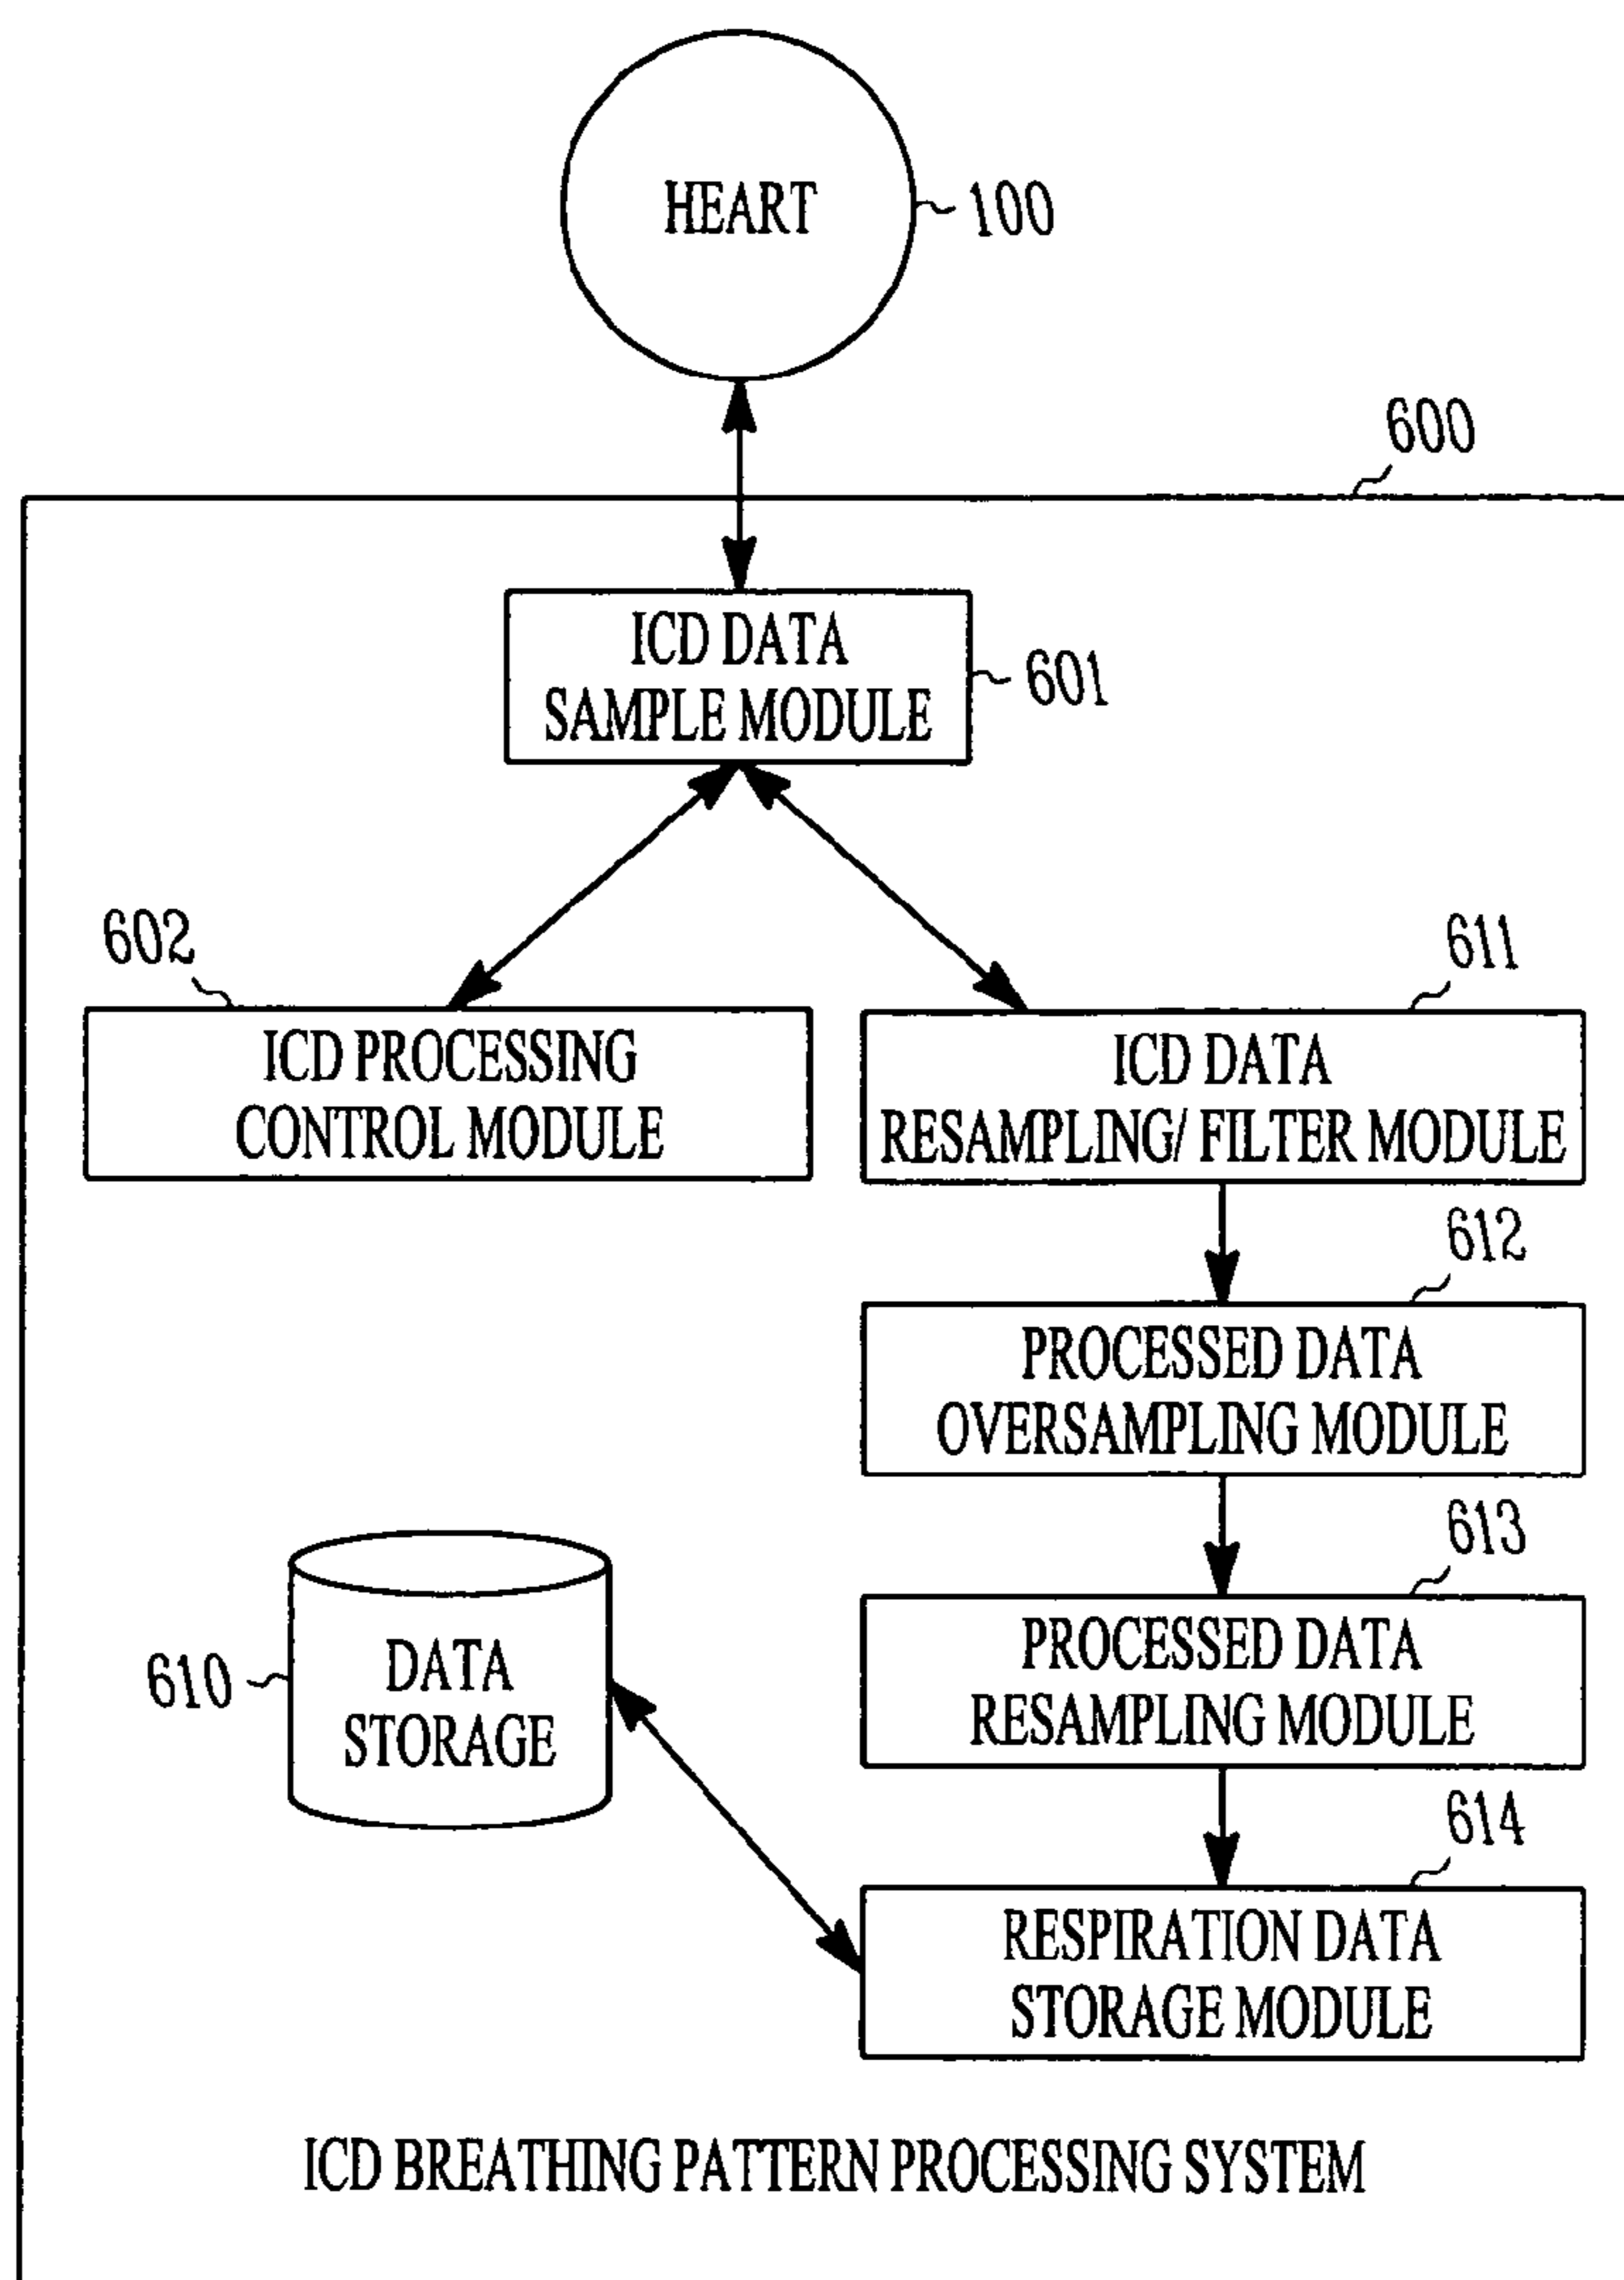 HEART
100
600
ICD DATA
SAMPLE MODULE
601
602
ICD PROCESSING
CONTROL MODULE
611
ICD DATA
RESAMPLING/ FILTER MODULE
612
PROCESSED DATA
OVERSAMPLING MODULE
613
PROCESSED DATA
RESAMPLING MODULE
610
DATA
STORAGE
614
RESPIRATION DATA
STORAGE MODULE
ICD BREATHING PATTERN PROCESSING SYSTEM